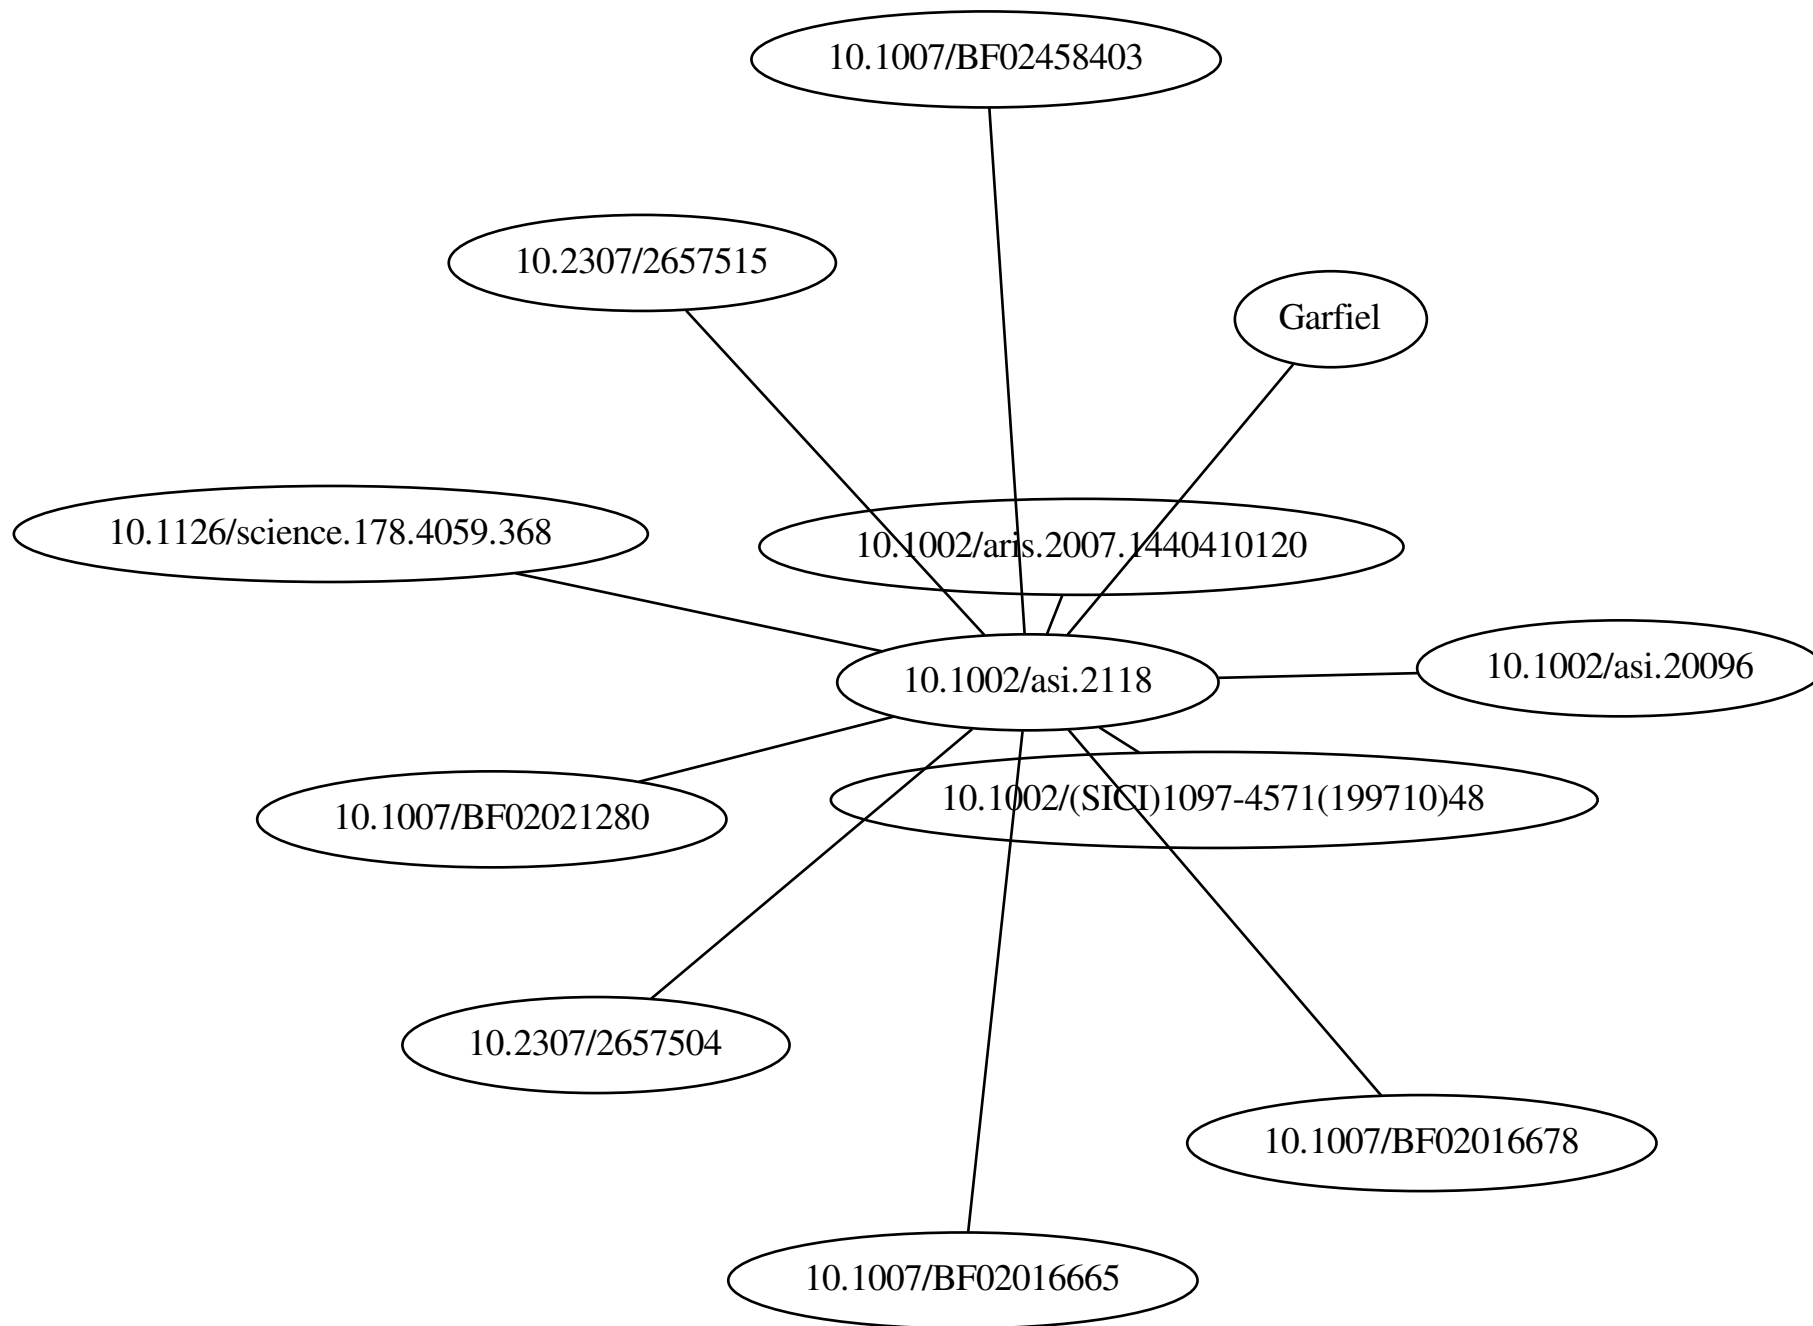 10.1007/BF02458403
10.2307/2657515
Garfiel
10.1126/science.178.4059.368
10.1002/aris.2007.1440410120
10.1002/asi.20096
10.1002/asi.2118
10.1002/(SICI)1097-4571(199710)48
10.1007/BF02021280
10.2307/2657504
10.1007/BF02016678
10.1007/BF02016665